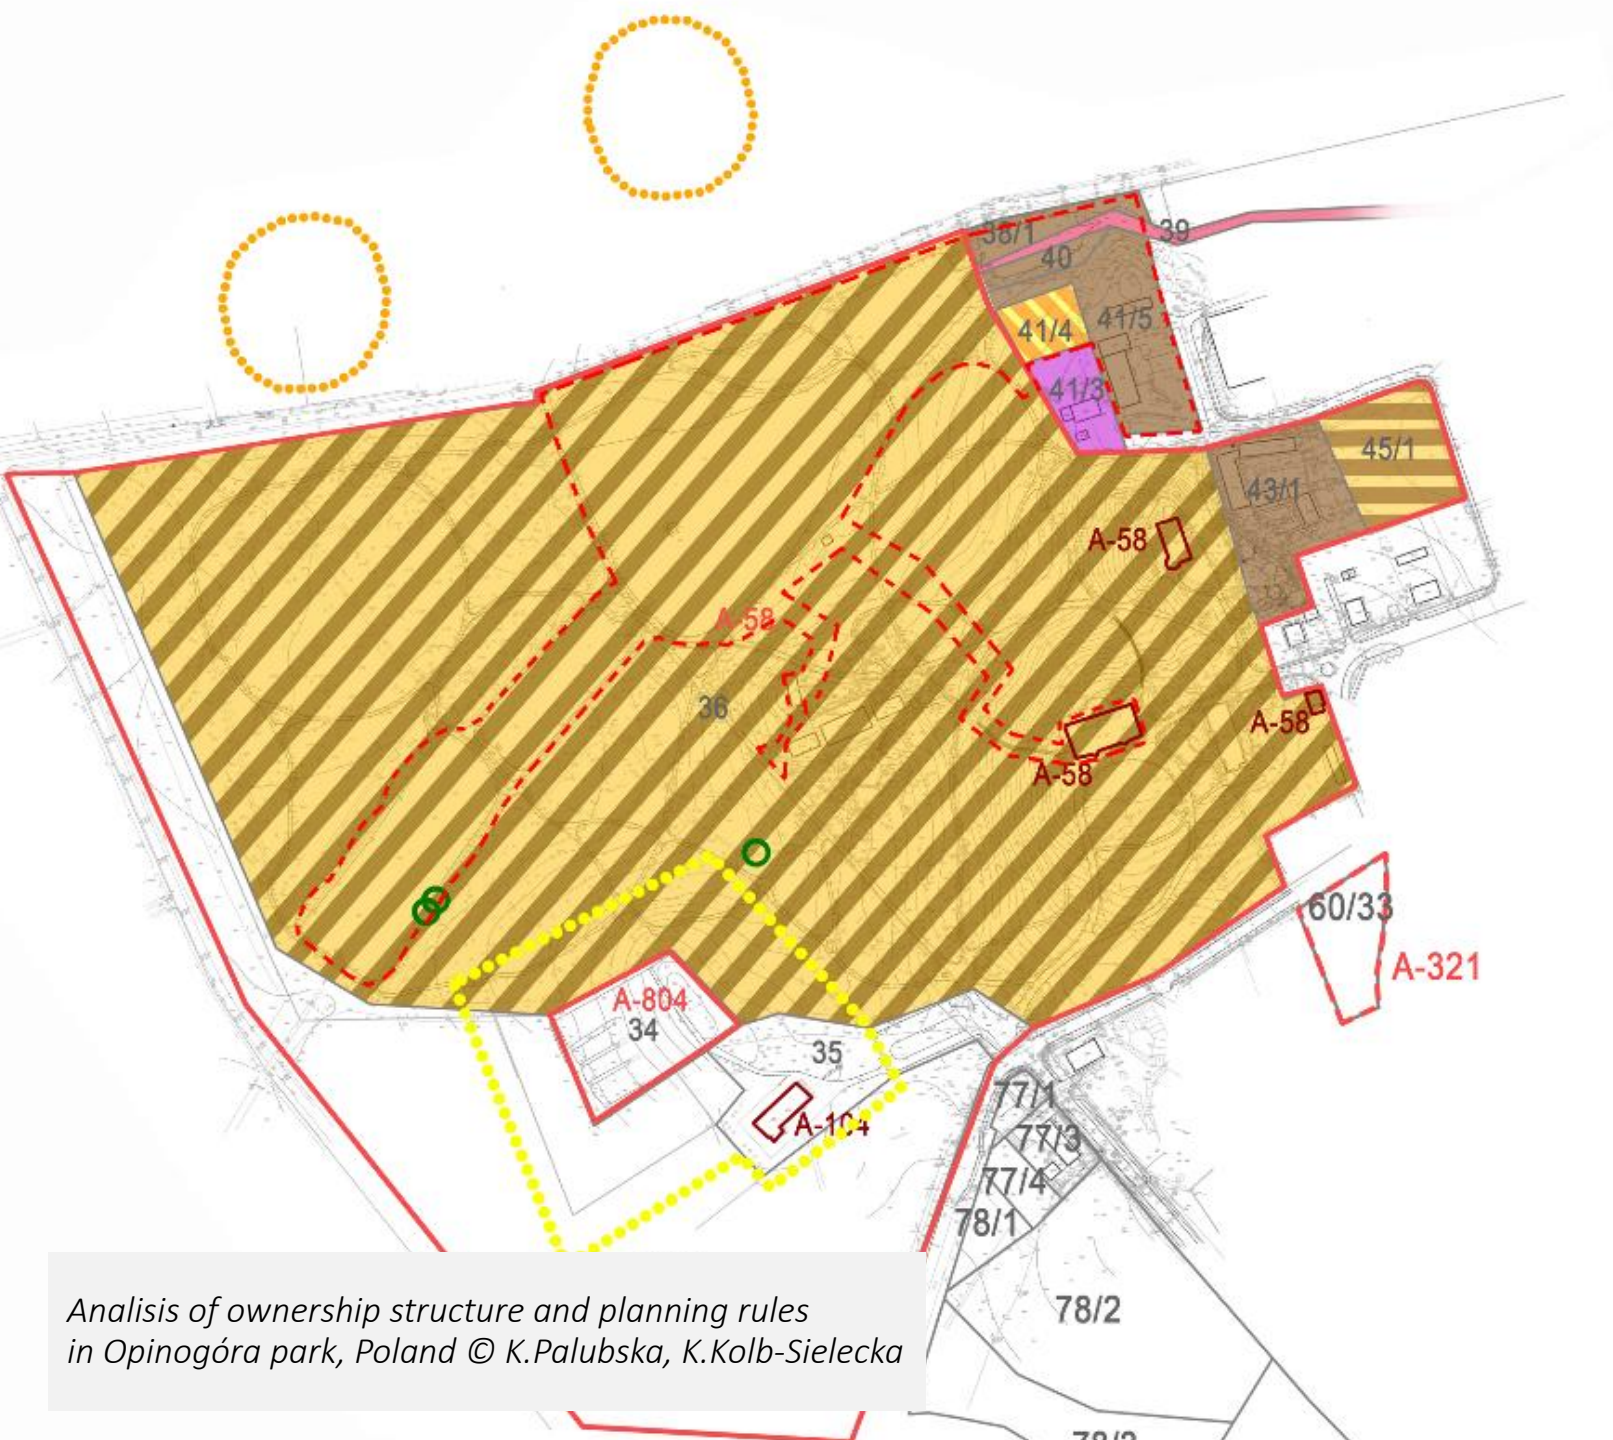 39
38/1
40
41/5
41/4
41/3
45/1
43/1
A-58
A-58
36
A-58
A-58
60/33
A-321
A-804
34
35
77/1
A-104
77/3
77/4
78/1
78/2
Analisis of ownership structure and planning rules
in Opinogóra park, Poland © K.Palubska, K.Kolb-Sielecka